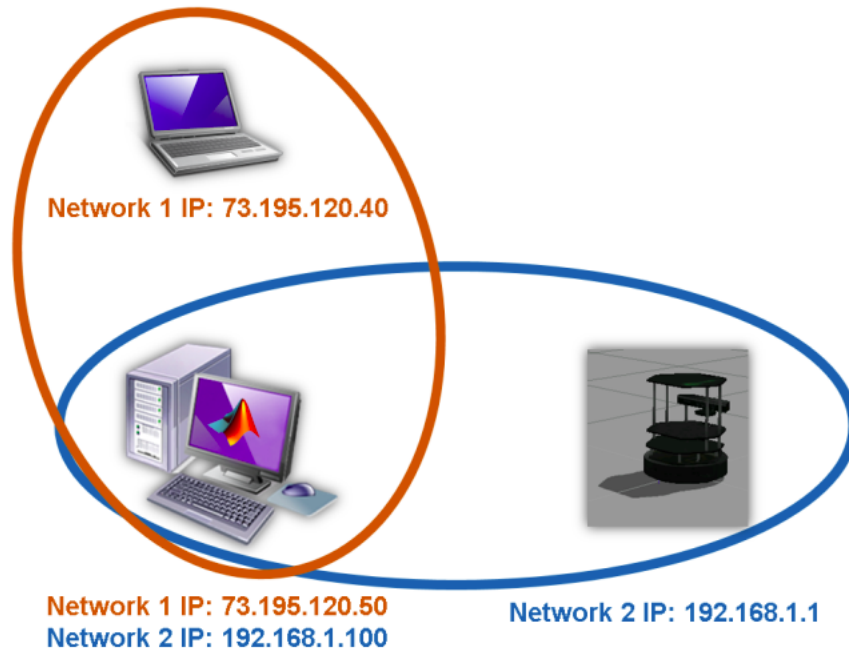 Network 1 IP: 73.195.120.40
Network 1 IP: 73.195.120.50
Network 2 IP: 192.168.1.100
Network 2 IP: 192.168.1.1